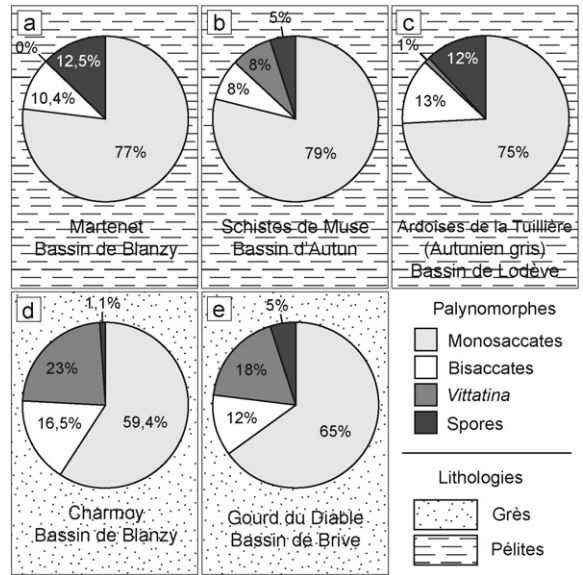 a
0%
12,5%
10,4%
77%
Martenet
Bassin de Blanzy
b
5%
8%
8%
79%
Schistes de Muse
Bassin d'Autun
c
1%
12%
13%
75%
Ardoises de la Tuillière
(Autunien gris)
Bassin de Lodève
d
1,1%
23%
16,5%
59,4%
Charmoy
Bassin de Blanzy
e
5%
18%
12%
65%
Gourd du Diable
Bassin de Brive
Palynomorphes
Monosaccates
Bisaccates
Vittatina
Spores
Lithologies
Grès
Pélites